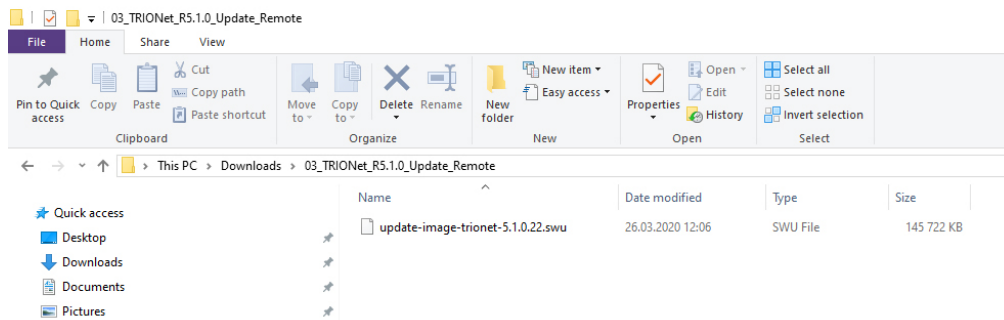 03_TRIONet_R5.1.0_Update_Remote
File Home Share View
Pin to Quick access
Copy
Paste
Cut
Copy path
Paste shortcut
Clipboard
Move to
Copy to
Delete
Rename
Organize
New folder
New item
Easy access
New
Properties
Open
Edit
History
Open
Select all
Select none
Invert selection
Select
This PC > Downloads > 03_TRIONet_R5.1.0_Update_Remote
Name Date modified Type Size
update-image-trionet-5.1.0.22.swu 26.03.2020 12:06 SWU File 145 722 KB
Quick access
Desktop
Downloads
Documents
Pictures